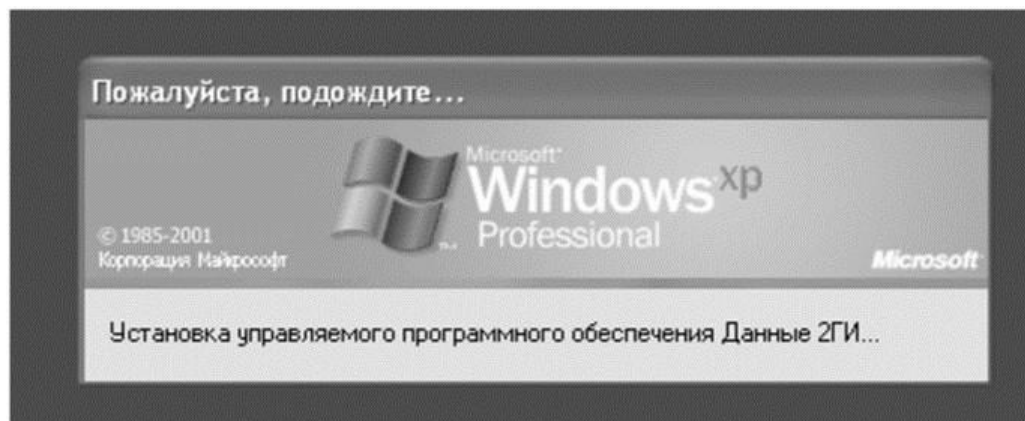 Пожалуйста, подождите...
Microsoft
Windows xp
Professional
© 1985-2001
Корпорация Майкрософт
Microsoft
Установка управляемого программного обеспечения Данные 2ГИ...